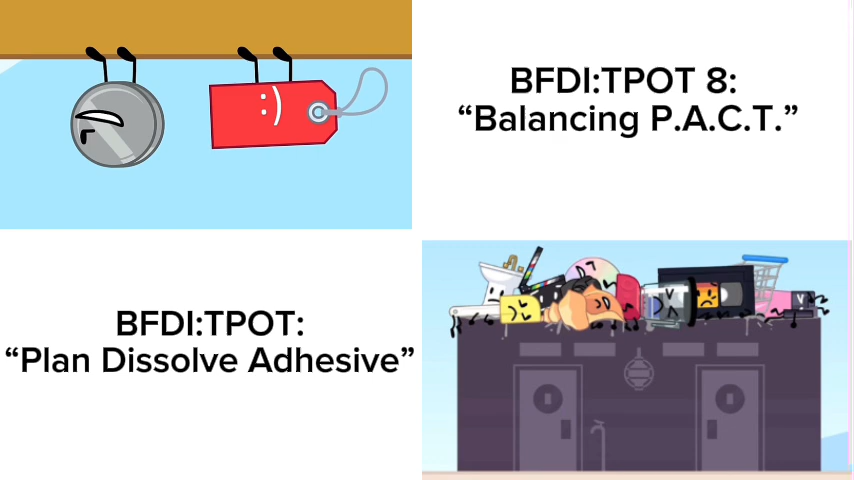 BFDI:TPOT 8:
“Balancing P.A.C.T.”
BFDI:TPOT:
“Plan Dissolve Adhesive”